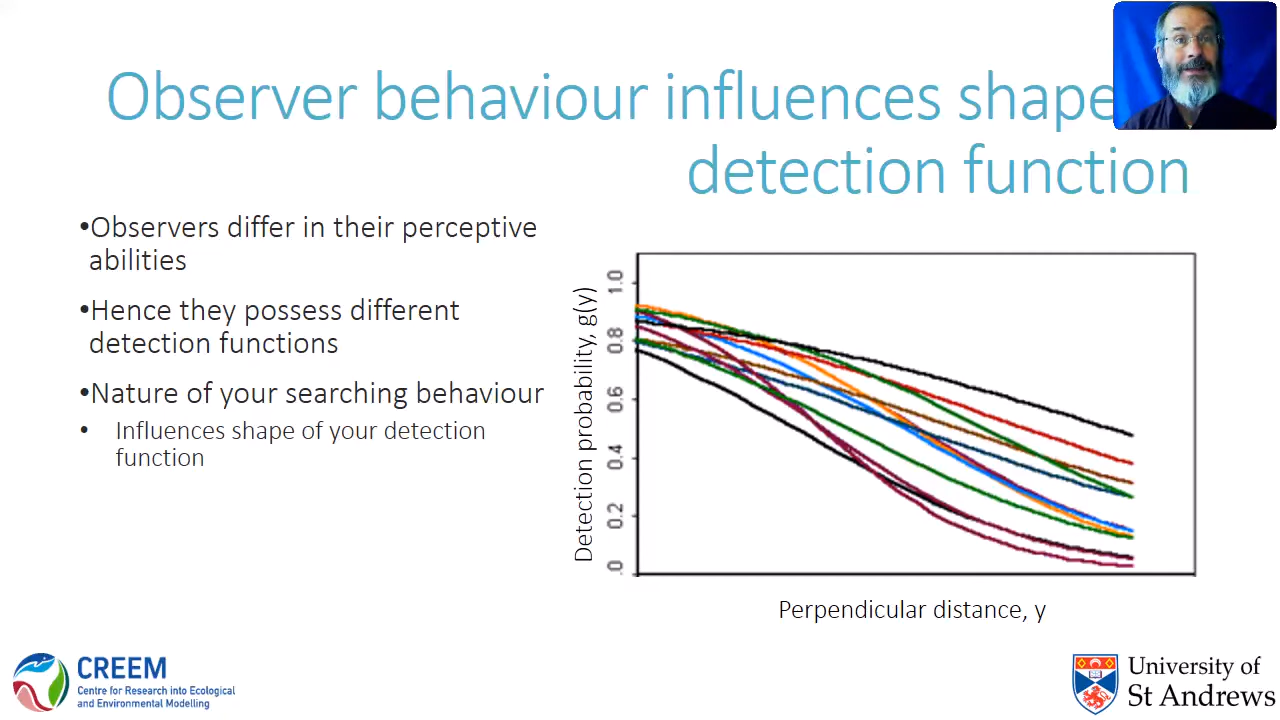 Observer behaviour influences shape
detection function
•Observers differ in their perceptive
abilities
•Hence they possess different
detection functions
•Nature of your searching behaviour
• Influences shape of your detection
function
Detection probability, g(y)
1.0
0.8
0.6
0.4
0.2
.0
Perpendicular distance, y
CREEM
Centre for Research into Ecological
and Environmental Modelling
University of
St Andrews